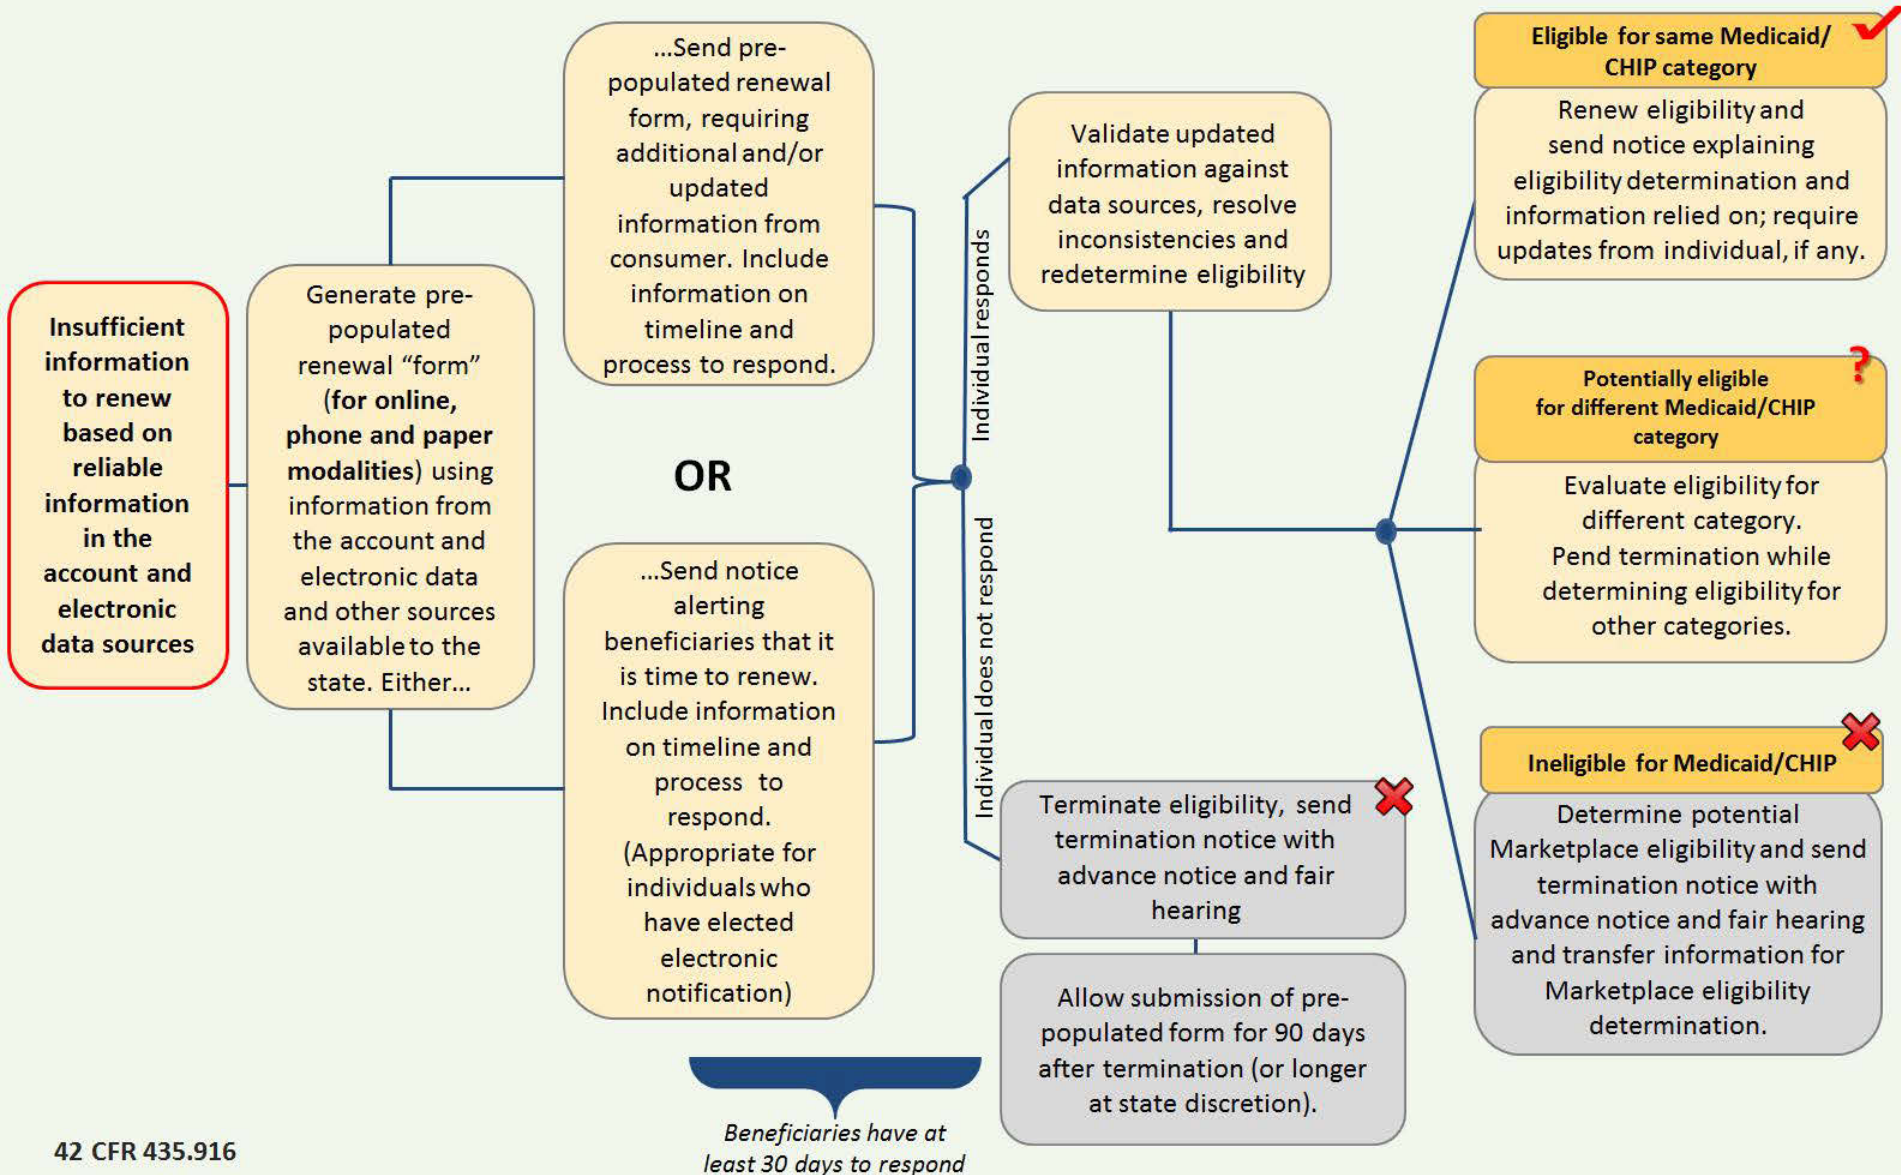 Insufficient
information
to renew
based on
reliable
information
in the
account and
electronic
data sources
Generate pre-
populated
renewal “form”
(for online,
phone and paper
modalities) using
information from
the account and
electronic data
and other sources
available to the
state. Either...
...Send pre-
populated renewal
form, requiring
additional and/or
updated
information from
consumer. Include
information on
timeline and
process to respond.
OR
...Send notice
alerting
beneficiaries that it
is time to renew.
Include information
on timeline and
process to
respond.
(Appropriate for
individuals who
have elected
electronic
notification)
Beneficiaries have at
least 30 days to respond
Individual responds
Individual does not respond
Validate updated
information against
data sources, resolve
inconsistencies and
redetermine eligibility
Terminate eligibility, send
termination notice with
advance notice and fair
hearing
Allow submission of pre-
populated form for 90 days
after termination (or longer
at state discretion).
Eligible for same Medicaid/
CHIP category
Renew eligibility and
send notice explaining
eligibility determination and
information relied on; require
updates from individual, if any.
?
Potentially eligible
for different Medicaid/CHIP
category
Evaluate eligibility for
different category.
Pend termination while
determining eligibility for
other categories.
Ineligible for Medicaid/CHIP
Determine potential
Marketplace eligibility and send
termination notice with
advance notice and fair hearing
and transfer information for
Marketplace eligibility
determination.
42 CFR 435.916